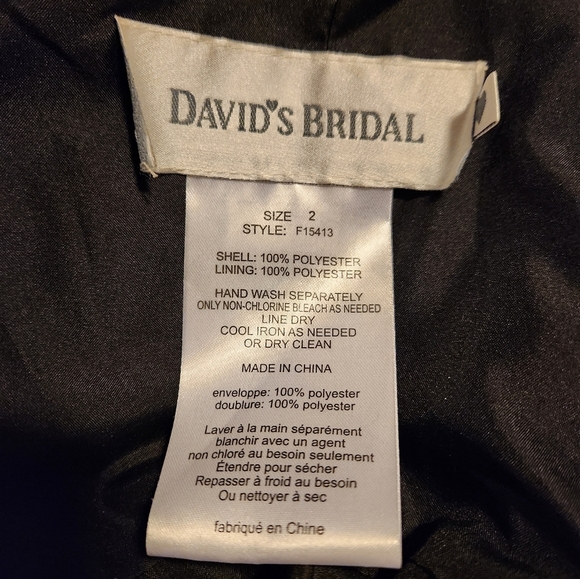 DAVID'S BRIDAL
SIZE 2
STYLE: F15413
SHELL: 100% POLYESTER
LINING: 100% POLYESTER
HAND WASH SEPARATELY
ONLY NON-CHLORINE BLEACH AS NEEDED
LINE DRY
COOL IRON AS NEEDED
OR DRY CLEAN
MADE IN CHINA
enveloppe: 100% polyester
doublure: 100% polyester
Laver à la main séparément
blanchir avec un agent
non chloré au besoin seulement
Étendre pour sécher
Repasser à froid au besoin
Ou nettoyer à sec
fabriqué en Chine